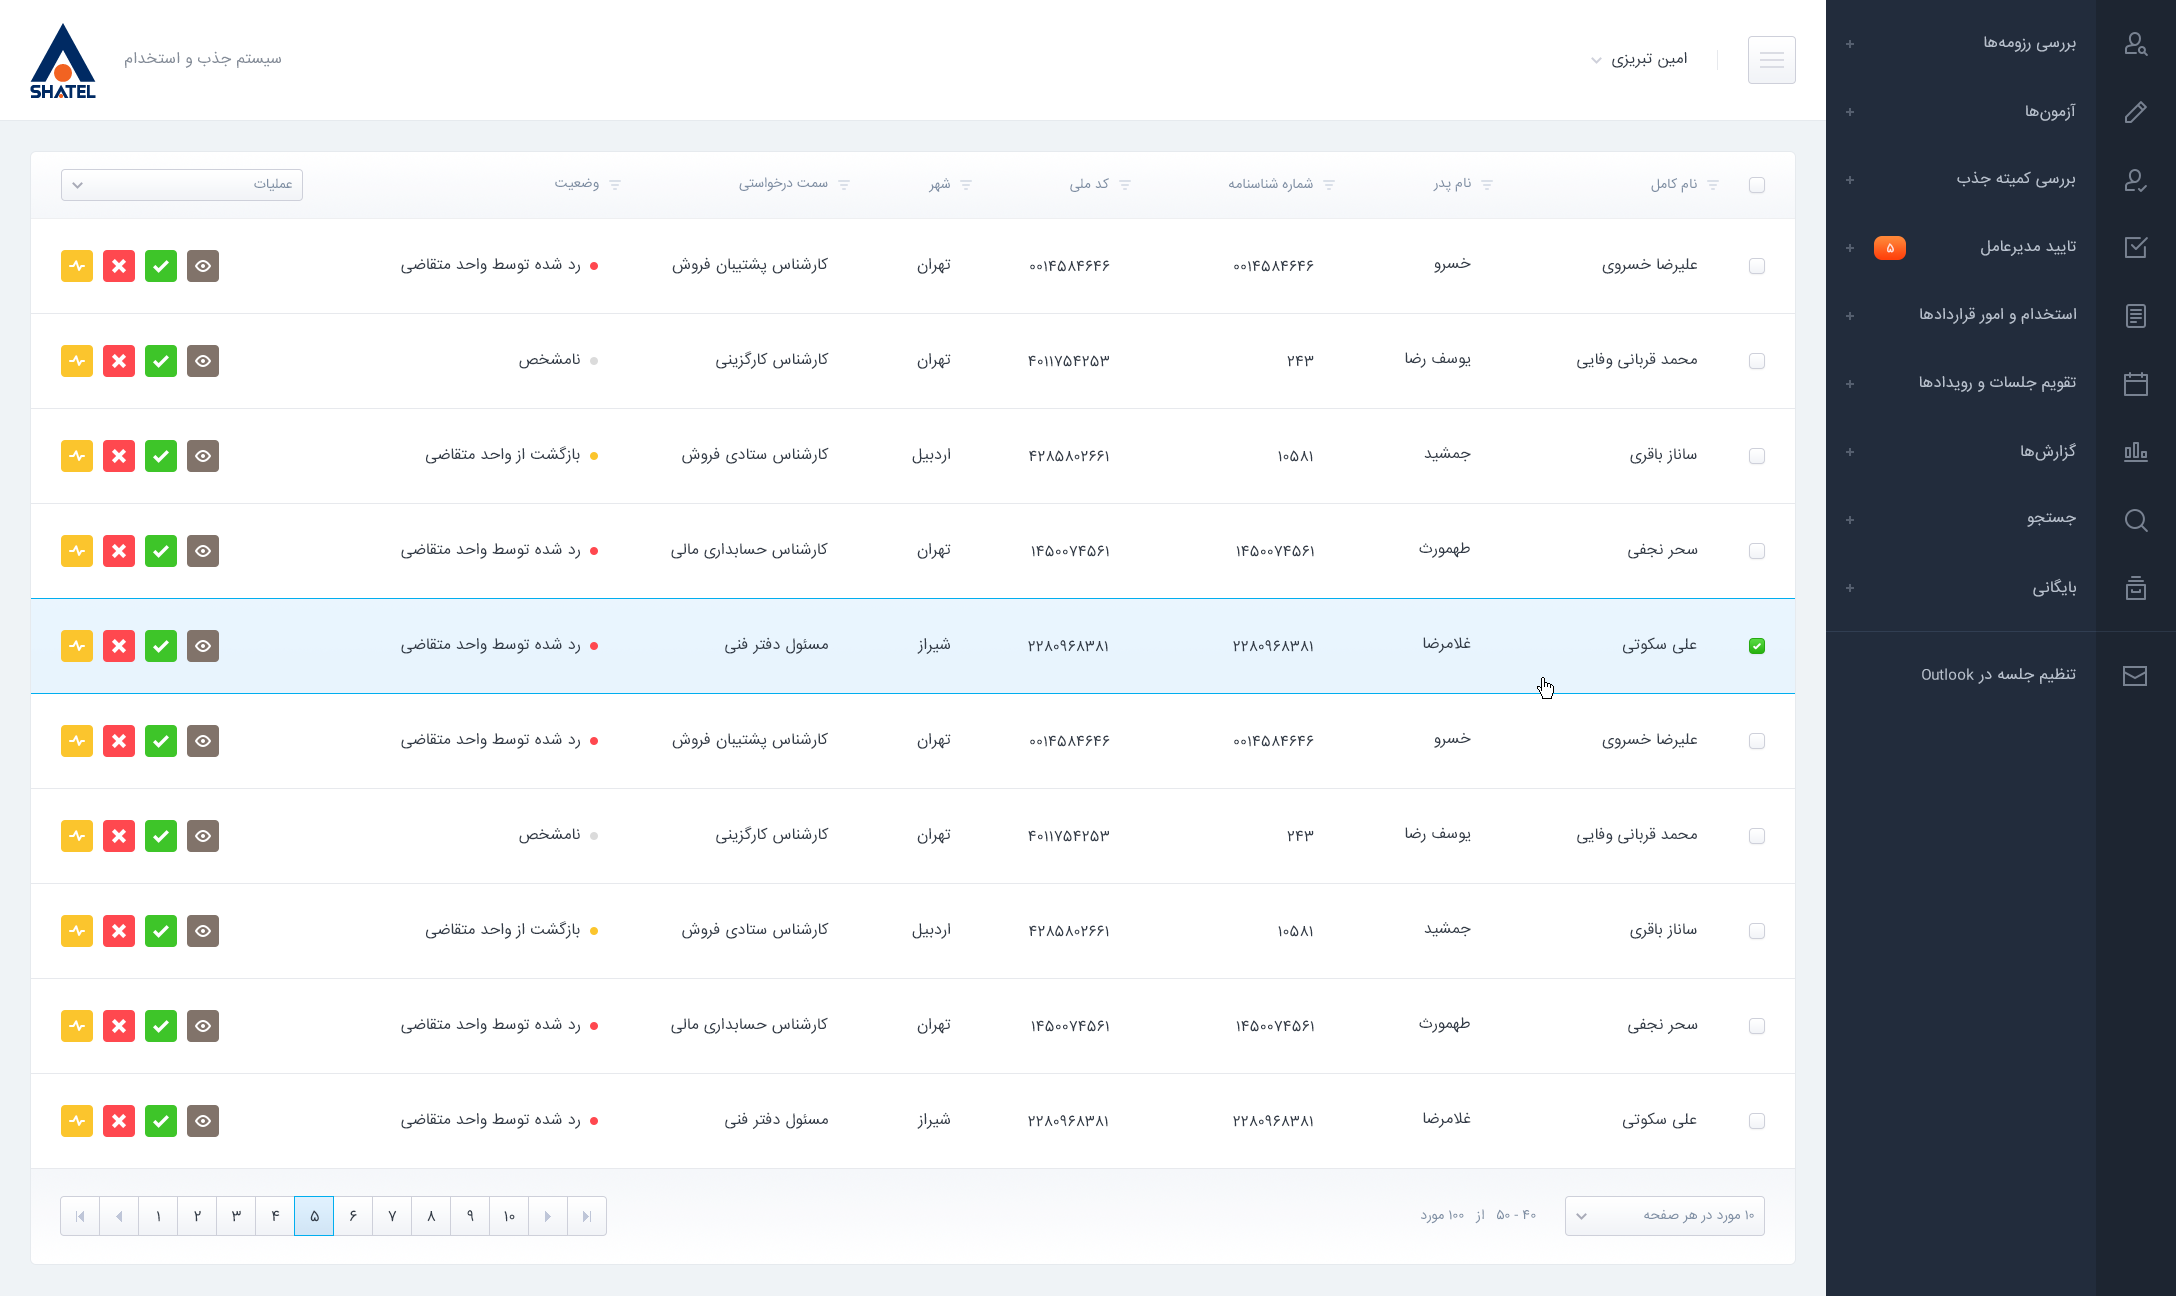 SHATEL
سیستم جذب و استخدام
امین تبریزی
بررسی رزومه‌ها
آزمون‌ها
بررسی کمیته جذب
تایید مدیرعامل ۵
استخدام و امور قراردادها
تقویم جلسات و رویدادها
گزارش‌ها
جستجو
بایگانی
تنظیم جلسه در Outlook
نام کامل نام پدر شماره شناسنامه کد ملی شهر سمت درخواستی وضعیت عملیات
علیرضا خسروی خسرو ۰۰۱۴۵۸۴۶۴۶ ۰۰۱۴۵۸۴۶۴۶ تهران کارشناس پشتیبان فروش رد شده توسط واحد متقاضی
محمد قربانی وفایی یوسف رضا ۲۴۳ ۴۰۱۱۷۵۴۲۵۳ تهران کارشناس کارگزینی نامشخص
ساناز باقری جمشید ۱۰۵۸۱ ۴۲۸۵۸۰۲۶۶۱ اردبیل کارشناس ستادی فروش بازگشت از واحد متقاضی
سحر نجفی طهمورث ۱۴۵۰۰۷۴۵۶۱ ۱۴۵۰۰۷۴۵۶۱ تهران کارشناس حسابداری مالی رد شده توسط واحد متقاضی
علی سکوتی غلامرضا ۲۲۸۰۹۶۸۳۸۱ ۲۲۸۰۹۶۸۳۸۱ شیراز مسئول دفتر فنی رد شده توسط واحد متقاضی
علیرضا خسروی خسرو ۰۰۱۴۵۸۴۶۴۶ ۰۰۱۴۵۸۴۶۴۶ تهران کارشناس پشتیبان فروش رد شده توسط واحد متقاضی
محمد قربانی وفایی یوسف رضا ۲۴۳ ۴۰۱۱۷۵۴۲۵۳ تهران کارشناس کارگزینی نامشخص
ساناز باقری جمشید ۱۰۵۸۱ ۴۲۸۵۸۰۲۶۶۱ اردبیل کارشناس ستادی فروش بازگشت از واحد متقاضی
سحر نجفی طهمورث ۱۴۵۰۰۷۴۵۶۱ ۱۴۵۰۰۷۴۵۶۱ تهران کارشناس حسابداری مالی رد شده توسط واحد متقاضی
علی سکوتی غلامرضا ۲۲۸۰۹۶۸۳۸۱ ۲۲۸۰۹۶۸۳۸۱ شیراز مسئول دفتر فنی رد شده توسط واحد متقاضی
۱۰ مورد در هر صفحه ۴۰ - ۵۰ از ۱۰۰ مورد
۱ ۲ ۳ ۴ ۵ ۶ ۷ ۸ ۹ ۱۰